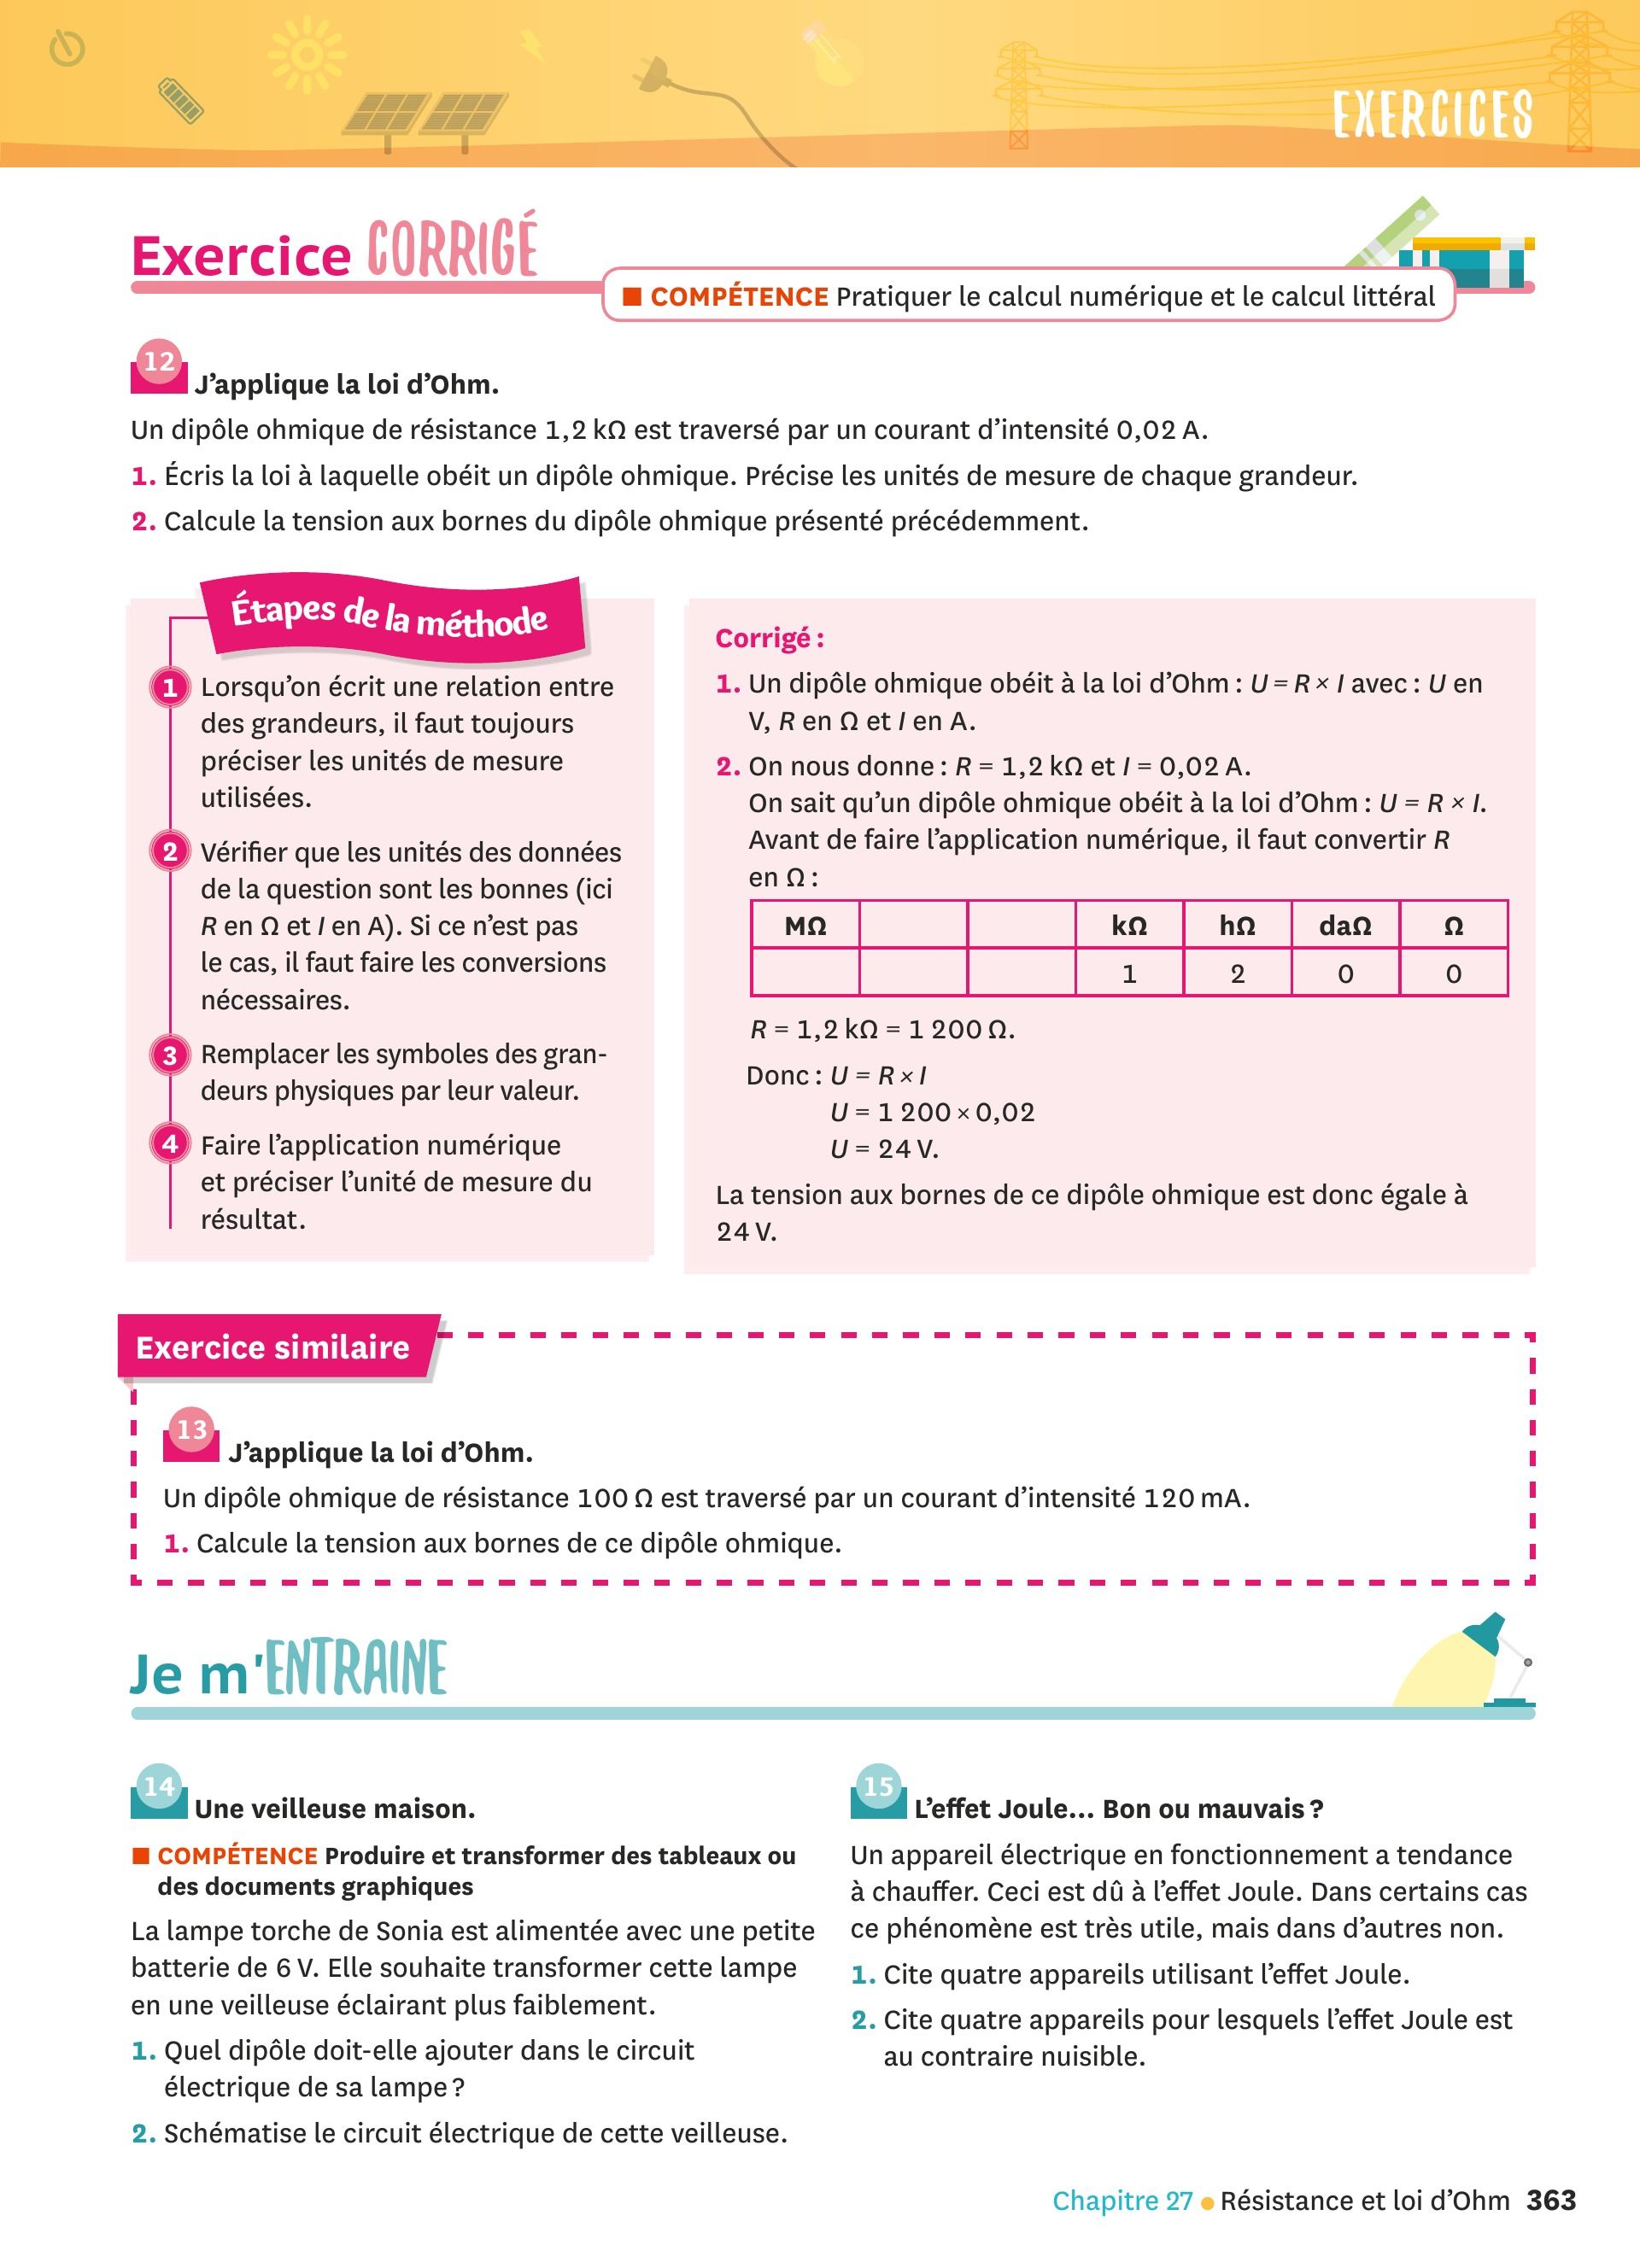 EXERCICES
Exercice CORRIGÉ
■ COMPÉTENCE Pratiquer le calcul numérique et le calcul littéral
12 J’applique la loi d’Ohm.
Un dipôle ohmique de résistance 1,2 kΩ est traversé par un courant d’intensité 0,02 A.
1. Écris la loi à laquelle obéit un dipôle ohmique. Précise les unités de mesure de chaque grandeur.
2. Calcule la tension aux bornes du dipôle ohmique présenté précédemment.
Étapes de la méthode
1 Lorsqu’on écrit une relation entre
des grandeurs, il faut toujours
préciser les unités de mesure
utilisées.
2 Vérifier que les unités des données
de la question sont les bonnes (ici
R en Ω et I en A). Si ce n’est pas
le cas, il faut faire les conversions
nécessaires.
3 Remplacer les symboles des gran-
deurs physiques par leur valeur.
4 Faire l’application numérique
et préciser l’unité de mesure du
résultat.
Corrigé :
1. Un dipôle ohmique obéit à la loi d’Ohm : U = R × I avec : U en
V, R en Ω et I en A.
2. On nous donne : R = 1,2 kΩ et I = 0,02 A.
On sait qu’un dipôle ohmique obéit à la loi d’Ohm : U = R × I.
Avant de faire l’application numérique, il faut convertir R
en Ω :
MΩ kΩ hΩ daΩ Ω
1 2 0 0
R = 1,2 kΩ = 1 200 Ω.
Donc : U = R × I
U = 1 200 × 0,02
U = 24 V.
La tension aux bornes de ce dipôle ohmique est donc égale à
24 V.
Exercice similaire
13 J’applique la loi d’Ohm.
Un dipôle ohmique de résistance 100 Ω est traversé par un courant d’intensité 120 mA.
1. Calcule la tension aux bornes de ce dipôle ohmique.
Je m'ENTRAINE
14 Une veilleuse maison.
■ COMPÉTENCE Produire et transformer des tableaux ou
des documents graphiques
La lampe torche de Sonia est alimentée avec une petite
batterie de 6 V. Elle souhaite transformer cette lampe
en une veilleuse éclairant plus faiblement.
1. Quel dipôle doit-elle ajouter dans le circuit
électrique de sa lampe ?
2. Schématise le circuit électrique de cette veilleuse.
15 L’effet Joule... Bon ou mauvais ?
Un appareil électrique en fonctionnement a tendance
à chauffer. Ceci est dû à l’effet Joule. Dans certains cas
ce phénomène est très utile, mais dans d’autres non.
1. Cite quatre appareils utilisant l’effet Joule.
2. Cite quatre appareils pour lesquels l’effet Joule est
au contraire nuisible.
Chapitre 27 ● Résistance et loi d’Ohm 363